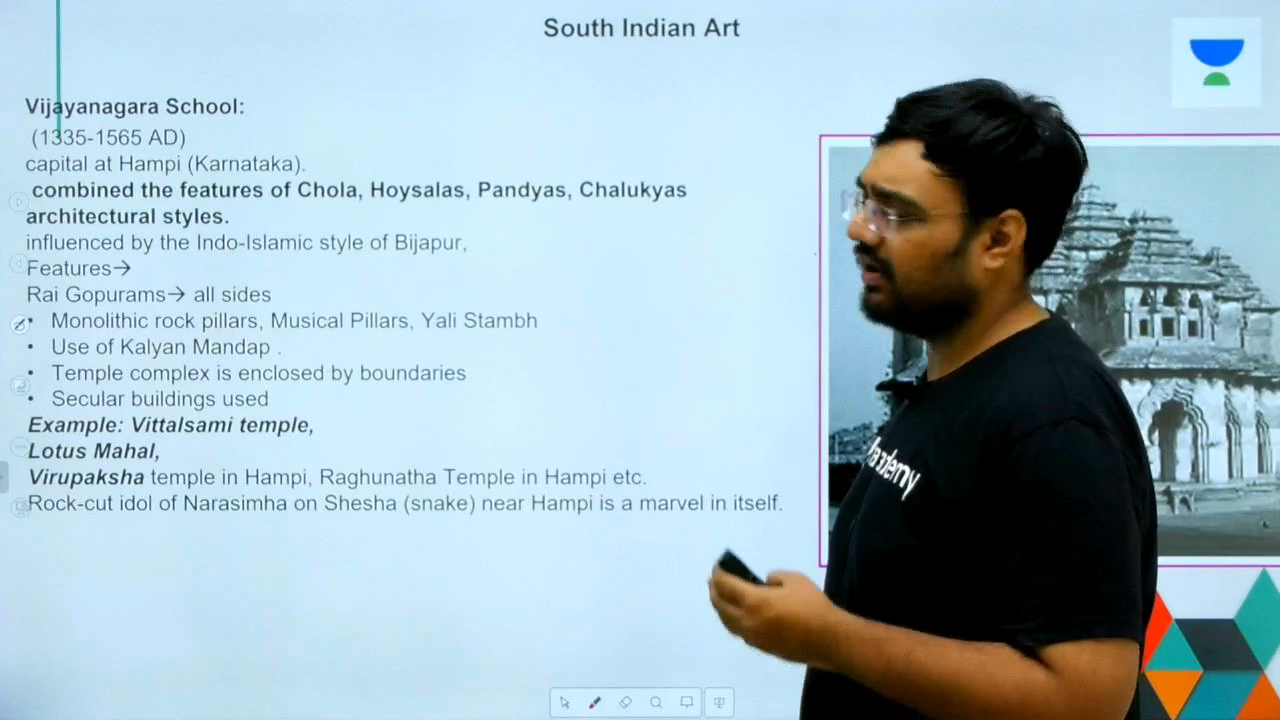 South Indian Art
Vijayanagara School:
(1335-1565 AD)
capital at Hampi (Karnataka).
combined the features of Chola, Hoysalas, Pandyas, Chalukyas
architectural styles.
influenced by the Indo-Islamic style of Bijapur,
Features→
Rai Gopurams→ all sides
• Monolithic rock pillars, Musical Pillars, Yali Stambh
• Use of Kalyan Mandap .
• Temple complex is enclosed by boundaries
• Secular buildings used
Example: Vittalsami temple,
Lotus Mahal,
Virupaksha temple in Hampi, Raghunatha Temple in Hampi etc.
Rock-cut idol of Narasimha on Shesha (snake) near Hampi is a marvel in itself.